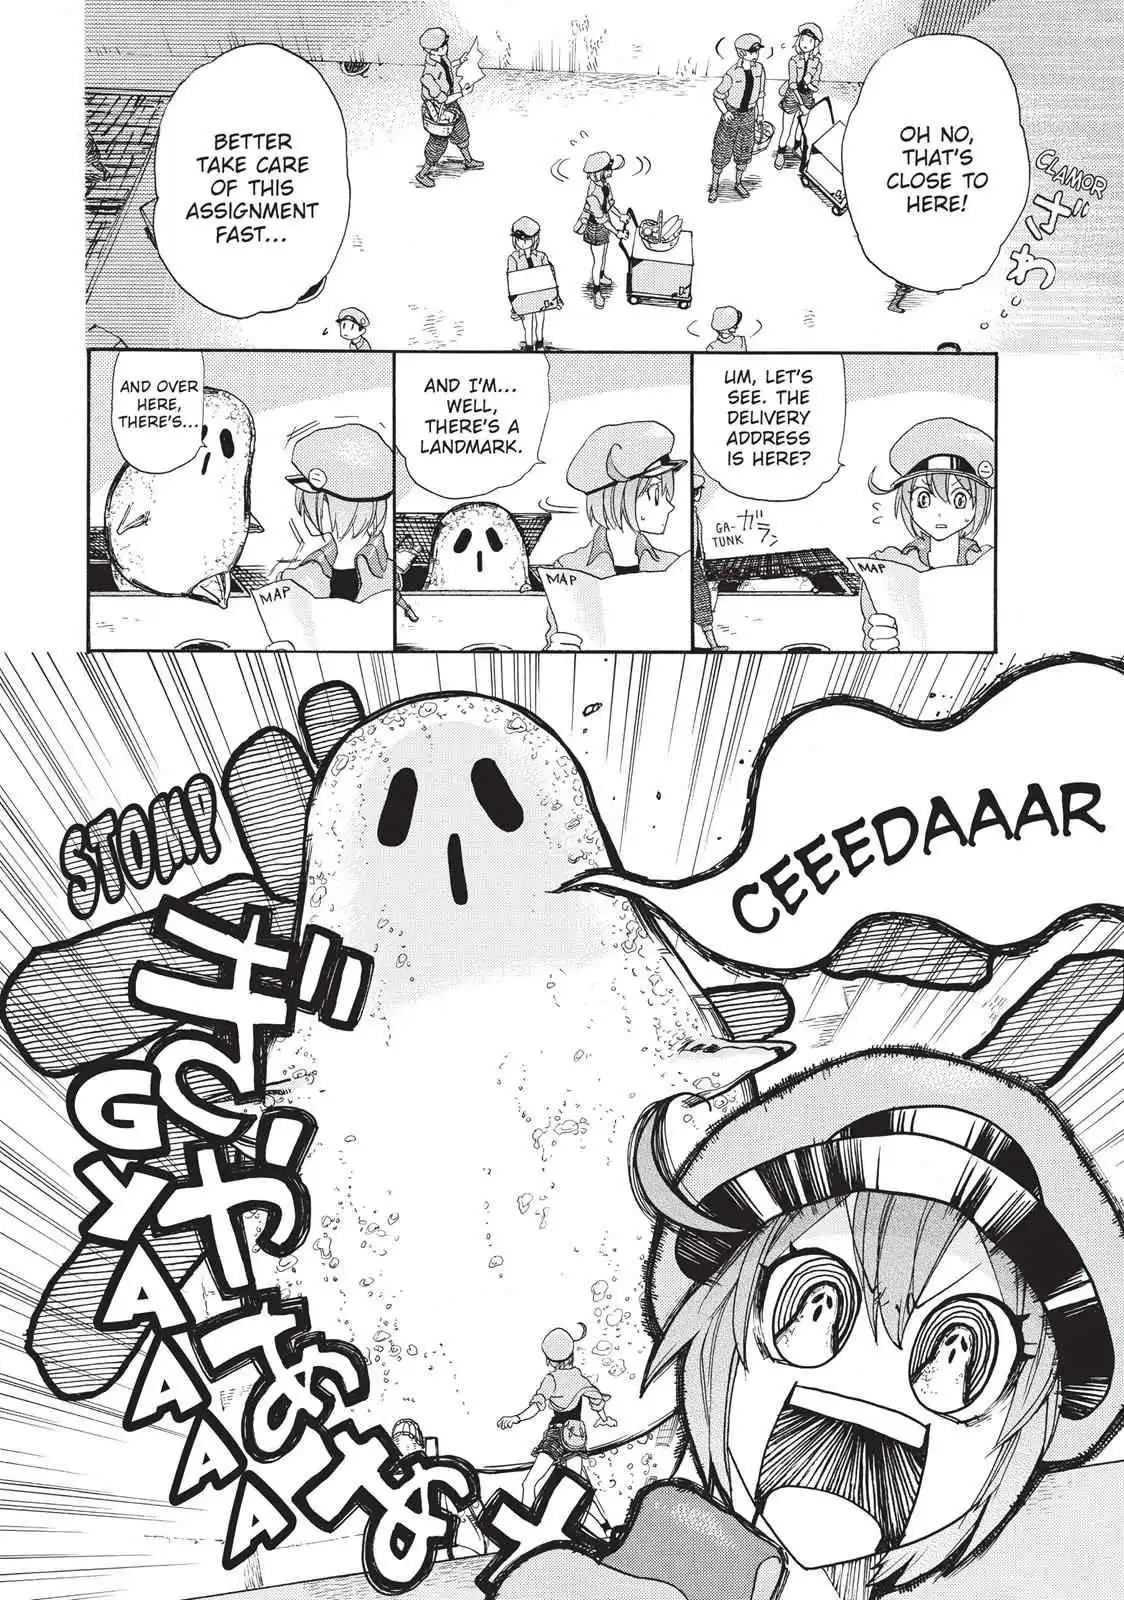 OH NO,
THAT'S
CLOSE TO
HERE!
CLAMOR
BETTER
TAKE CARE
OF THIS
ASSIGNMENT
FAST...
UM, LET'S
SEE. THE
DELIVERY
ADDRESS
IS HERE?
GA-
TUNK
ガラン
MAP
AND I'M...
WELL,
THERE'S A
LANDMARK.
MAP
AND OVER
HERE,
THERE'S...
MAP
CEEEDAAAR
STOMP
ぎゃああああ
GYAAAAA